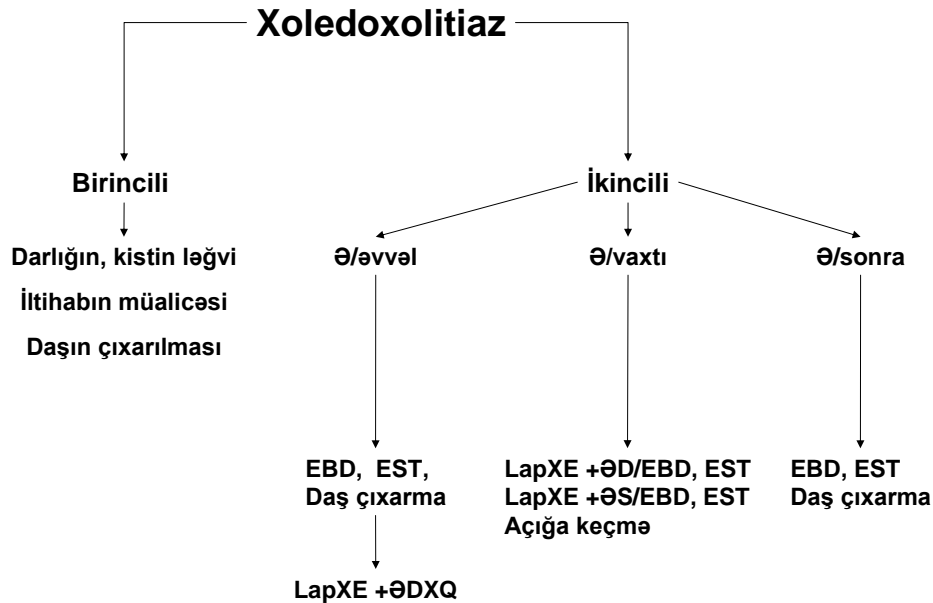 Xoledoxolitiaz
Birincili
İkincili
Darlığın, kistin ləğvi
İltihabın müalicəsi
Daşın çıxarılması
Ə/əvvəl
Ə/vaxtı
Ə/sonra
EBD, EST,
Daş çıxarma
LapXE +ƏD/EBD, EST
LapXE +ƏS/EBD, EST
Açığa keçmə
EBD, EST
Daş çıxarma
LapXE +ƏDXQ